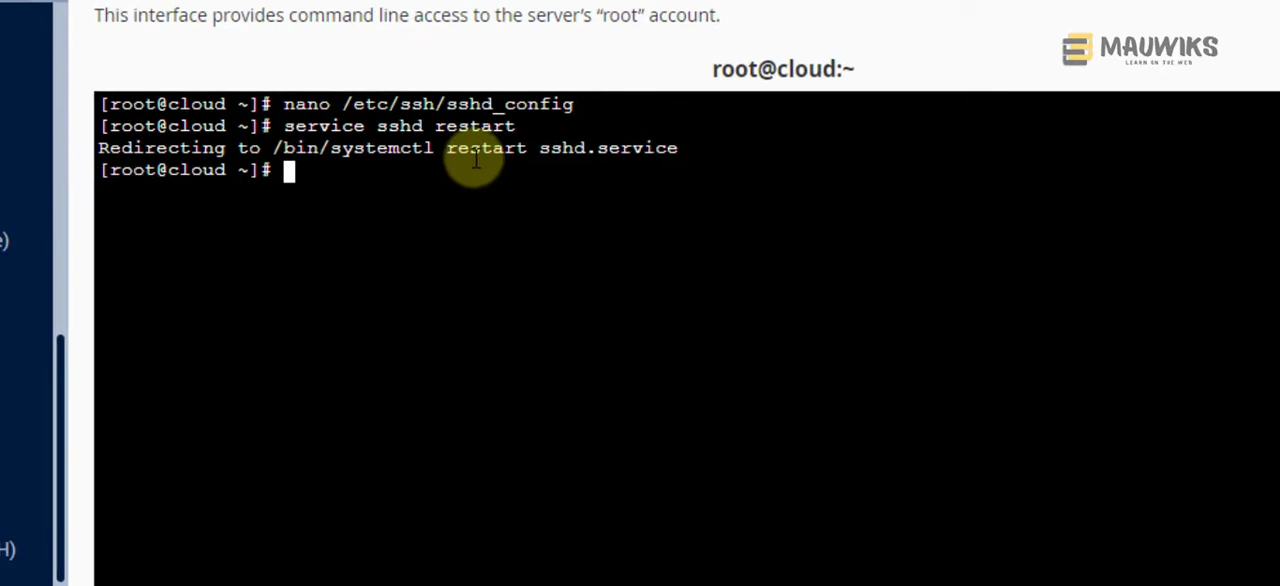 This interface provides command line access to the server's “root” account.
MAUWIKS
LEARN ON THE WEB
root@cloud:~
[root@cloud ~]# nano /etc/ssh/sshd_config
[root@cloud ~]# service sshd restart
Redirecting to /bin/systemctl restart sshd.service
[root@cloud ~]#
)
H)